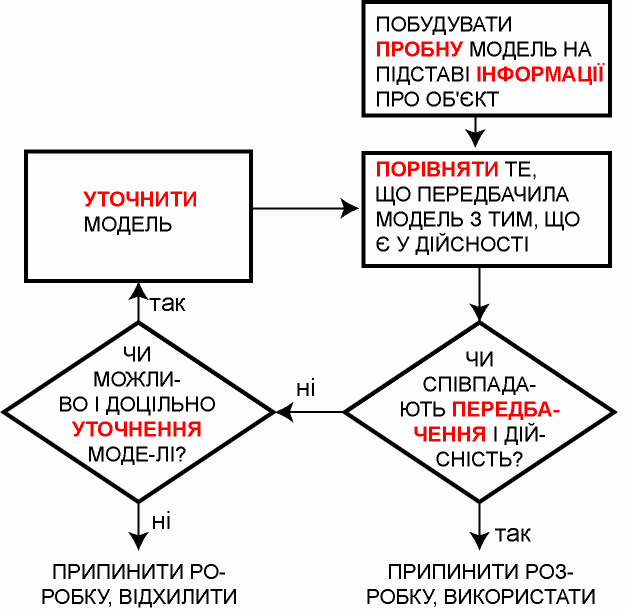 ПОБУДУВАТИ
ПРОБНУ МОДЕЛЬ НА
ПІДСТАВІ ІНФОРМАЦІЇ
ПРО ОБ'ЄКТ
ПОРІВНЯТИ ТЕ,
ЩО ПЕРЕДБАЧИЛА
МОДЕЛЬ З ТИМ, ЩО
Є У ДІЙСНОСТІ
УТОЧНИТИ
МОДЕЛЬ
так
ЧИ
СПІВПАДА-
ЮТЬ ПЕРЕДБА-
ЧЕННЯ І ДІЙ-
СНІСТЬ?
ні
ЧИ
МОЖЛИ-
ВО І ДОЦІЛЬНО
УТОЧНЕННЯ
МОДЕ-ЛІ?
ні
так
ПРИПИНИТИ РО-
РОБКУ, ВІДХИЛИТИ
ПРИПИНИТИ РОЗ-
РОБКУ, ВИКОРИСТАТИ